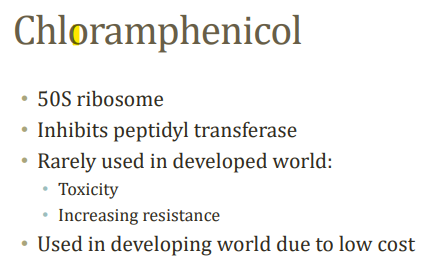 Chloramphenicol
• 50S ribosome
• Inhibits peptidyl transferase
• Rarely used in developed world:
• Toxicity
• Increasing resistance
• Used in developing world due to low cost